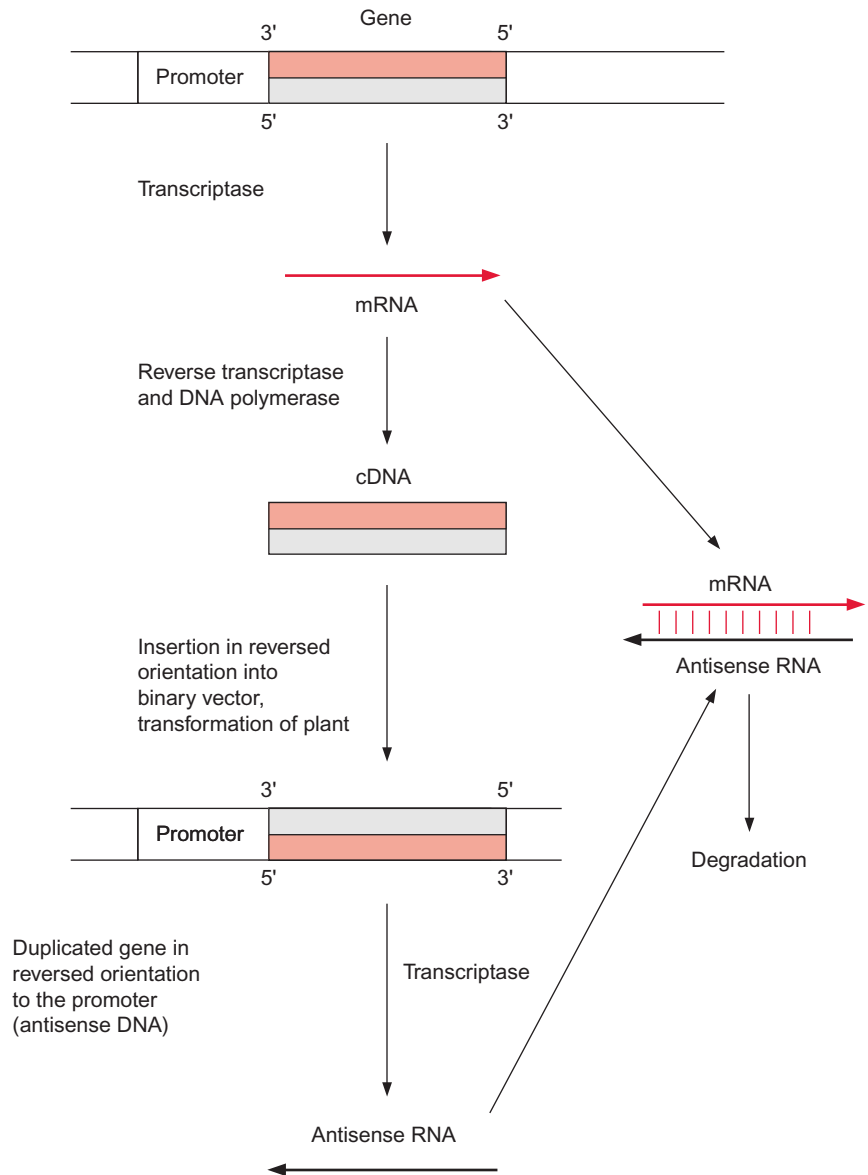 Gene
3' 5'
Promoter
5' 3'
Transcriptase
mRNA
Reverse transcriptase
and DNA polymerase
cDNA
mRNA
Antisense RNA
Degradation
Insertion in reversed
orientation into
binary vector,
transformation of plant
3' 5'
Promoter
5' 3'
Duplicated gene in
reversed orientation
to the promoter
(antisense DNA)
Transcriptase
Antisense RNA